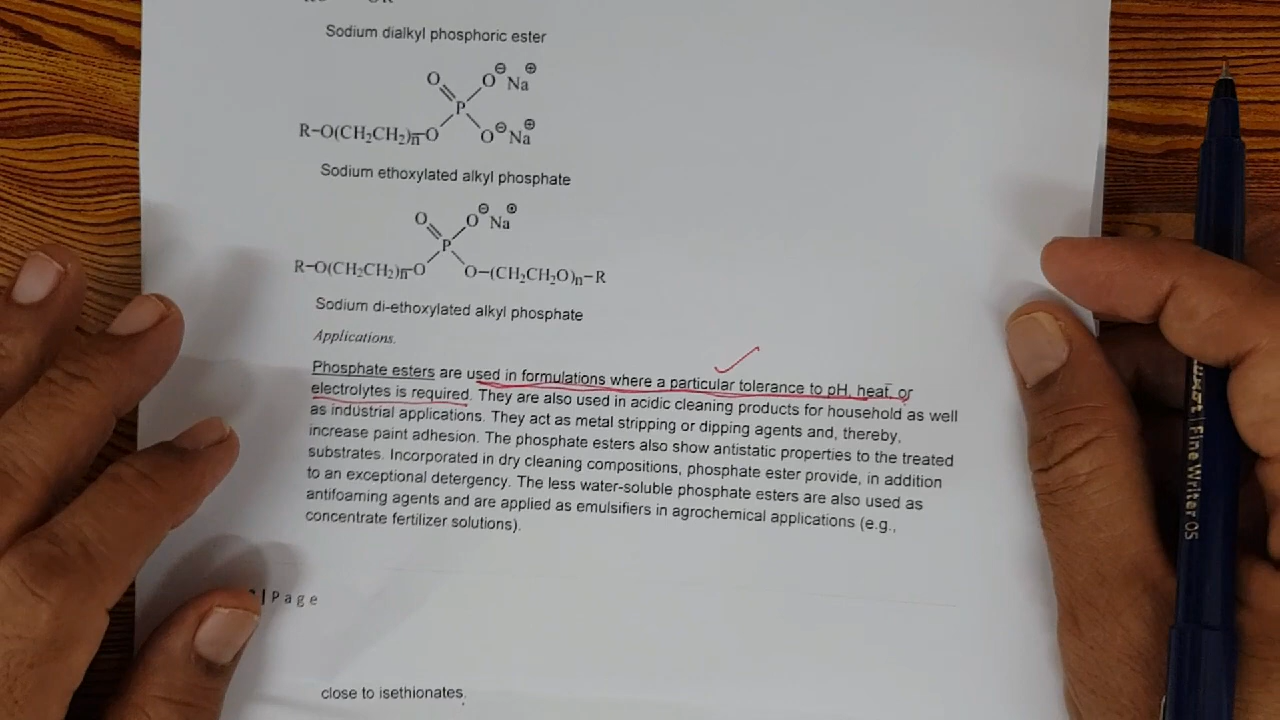 Sodium dialkyl phosphoric ester
O O⊖ Na⊕
P
R–O(CH₂CH₂)n–O O⊖ Na⊕
Sodium ethoxylated alkyl phosphate
O O⊖ Na⊕
P
R–O(CH₂CH₂)n–O O–(CH₂CH₂O)n–R
Sodium di-ethoxylated alkyl phosphate
Applications.
Phosphate esters are used in formulations where a particular tolerance to pH, heat, or
electrolytes is required. They are also used in acidic cleaning products for household as well
as industrial applications. They act as metal stripping or dipping agents and, thereby,
increase paint adhesion. The phosphate esters also show antistatic properties to the treated
substrates. Incorporated in dry cleaning compositions, phosphate ester provide, in addition
to an exceptional detergency. The less water-soluble phosphate esters are also used as
antifoaming agents and are applied as emulsifiers in agrochemical applications (e.g.,
concentrate fertilizer solutions).
| Page
close to isethionates.
Fine Writer 05